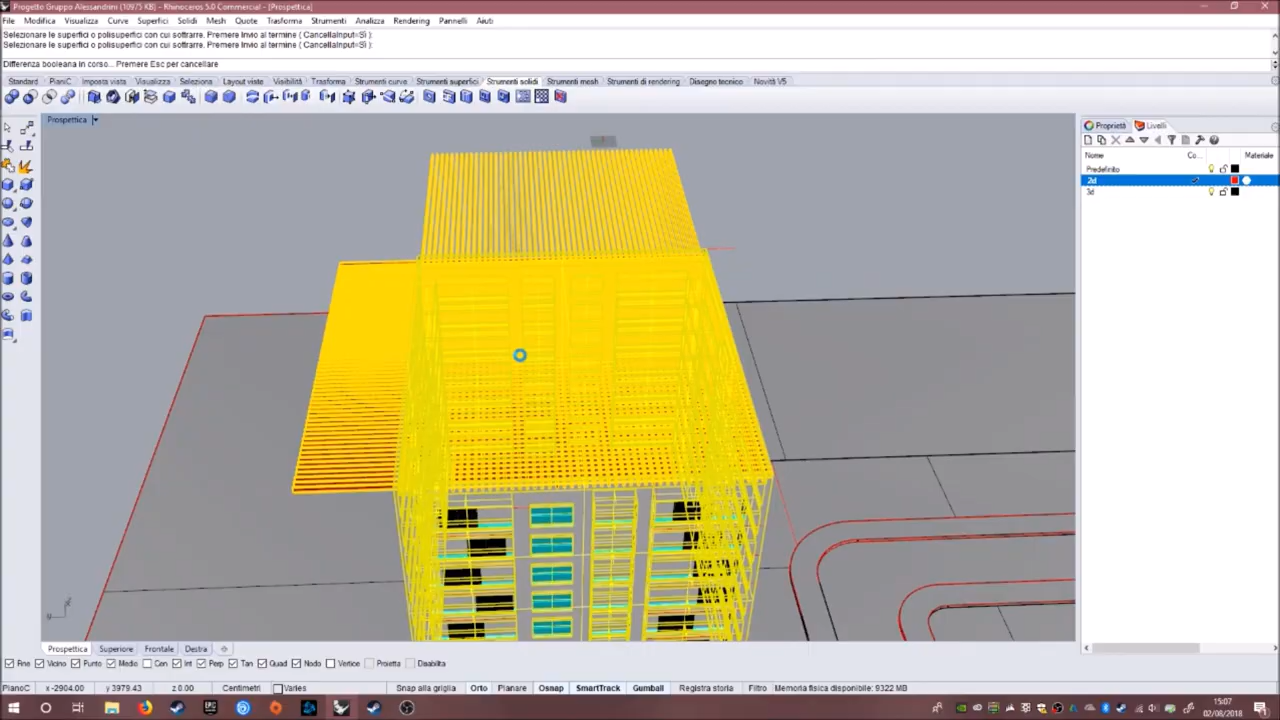 Progetto Gruppo Alessandrini (10975 KB) - Rhinoceros 5.0 Commercial - [Prospettica]
File Modifica Visualizza Curve Superfici Solidi Mesh Quote Trasforma Strumenti Analizza Rendering Pannelli Aiuto
Selezionare le superfici o polisuperfici con cui sottrarre. Premere Invio al termine ( CancellaInput=Sì ):
Selezionare le superfici o polisuperfici con cui sottrarre. Premere Invio al termine ( CancellaInput=Sì ):
Differenza booleana in corso... Premere Esc per cancellare
Standard PianiC Imposta vista Visualizza Selezione Layout viste Visibilità Trasforma Strumenti curve Strumenti superfici Strumenti solidi Strumenti mesh Strumenti di rendering Disegno tecnico Novità V5
Prospettica
Proprietà Livelli
Nome Co... Materiale
Predefinito
2d
3d
Prospettica Superiore Frontale Destra
Fine Vicino Punto Medio Cen Int Perp Tan Quad Nodo Vertice Proietta Disabilita
PianoC x -2904.00 y 3979.43 z 0.00 Centimetri Varies Snap alla griglia Orto Planare Osnap SmartTrack Gumball Registra storia Filtro Memoria fisica disponibile: 9322 MB
15:07
02/08/2018